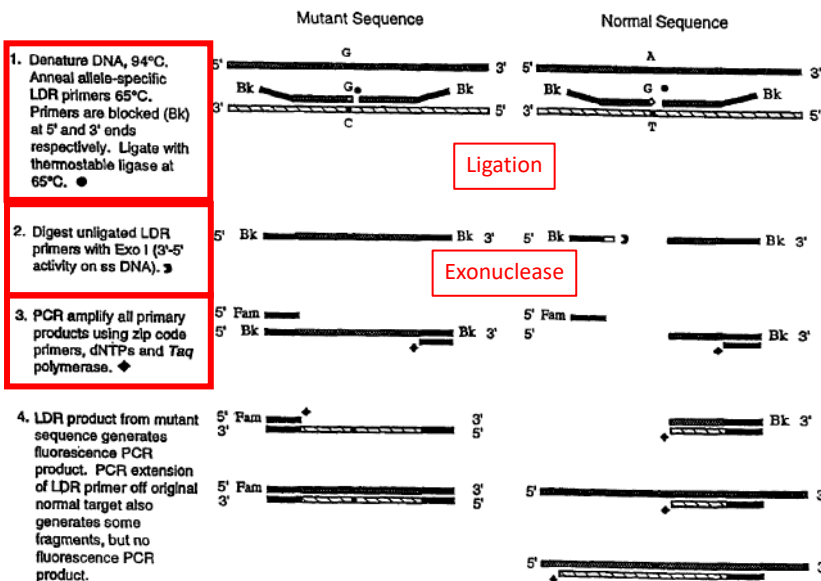 Mutant Sequence
Normal Sequence
1. Denature DNA, 94°C.
Anneal allele-specific
LDR primers 65°C.
Primers are blocked (Bk)
at 5' and 3' ends
respectively. Ligate with
thermostable ligase at
65°C. ●
5' G 3'
Bk G Bk
3' C 5'
5' A 3'
Bk G Bk
3' T 5'
Ligation
2. Digest unligated LDR
primers with Exo I (3'-5'
activity on ss DNA).
5' Bk Bk 3'
5' Bk Bk 3'
Exonuclease
3. PCR amplify all primary
products using zip code
primers, dNTPs and Taq
polymerase. ◆
5' Fam
5' Bk Bk 3'
5' Fam
5' Bk 3'
4. LDR product from mutant
sequence generates
fluorescence PCR
product. PCR extension
of LDR primer off original
normal target also
generates some
fragments, but no
fluorescence PCR
product.
5' Fam 3'
3' 5'
5' Fam 3'
3' 5'
Bk 3'
5' 3'
5' 3'